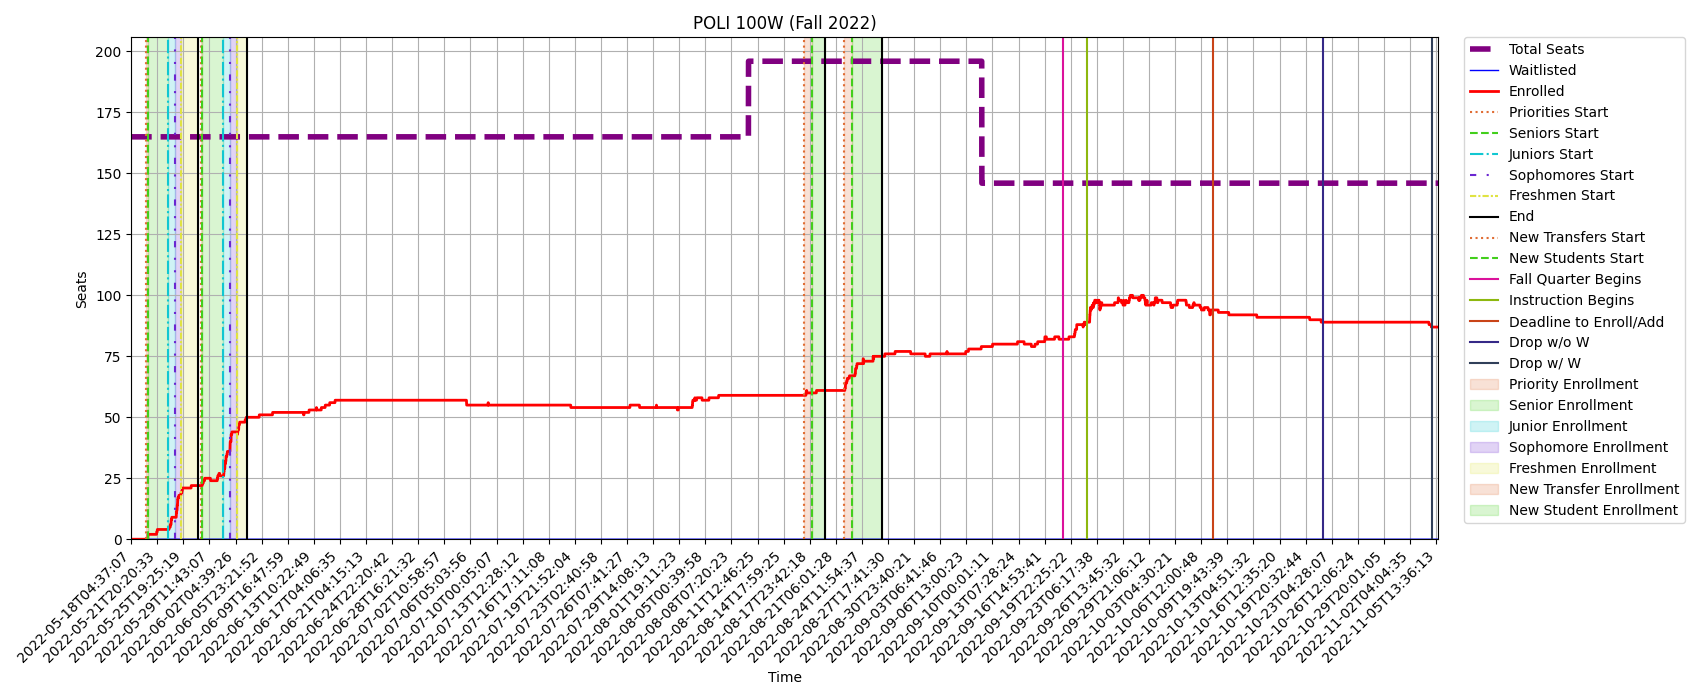 POLI 100W (Fall 2022)
Seats
200
175
150
125
100
75
50
25
0
2022-05-18T04:37:07
2022-05-21T20:20:33
2022-05-25T19:25:19
2022-05-29T11:43:07
2022-06-02T04:39:26
2022-06-05T23:21:52
2022-06-09T16:47:59
2022-06-13T10:22:49
2022-06-17T04:06:35
2022-06-21T04:15:13
2022-06-24T22:20:42
2022-06-28T16:21:32
2022-07-02T10:58:57
2022-07-06T05:03:56
2022-07-10T00:05:07
2022-07-13T12:28:12
2022-07-16T17:11:08
2022-07-19T21:52:04
2022-07-23T02:40:58
2022-07-26T07:41:27
2022-07-29T14:08:13
2022-08-01T19:11:23
2022-08-05T00:39:58
2022-08-08T07:20:23
2022-08-11T12:46:25
2022-08-14T17:59:25
2022-08-17T23:42:18
2022-08-21T06:01:28
2022-08-24T11:54:37
2022-08-27T17:41:30
2022-08-30T23:40:21
2022-09-03T06:41:46
2022-09-06T13:00:23
2022-09-10T00:01:11
2022-09-13T07:28:24
2022-09-16T14:53:41
2022-09-19T22:25:22
2022-09-23T06:17:38
2022-09-26T13:45:32
2022-09-29T21:06:12
2022-10-03T04:30:21
2022-10-06T12:00:48
2022-10-09T19:43:39
2022-10-13T04:51:32
2022-10-16T12:35:20
2022-10-19T20:32:44
2022-10-23T04:28:07
2022-10-26T12:06:24
2022-10-29T20:01:05
2022-11-02T04:04:35
2022-11-05T13:36:13
Time
Total Seats
Waitlisted
Enrolled
Priorities Start
Seniors Start
Juniors Start
Sophomores Start
Freshmen Start
End
New Transfers Start
New Students Start
Fall Quarter Begins
Instruction Begins
Deadline to Enroll/Add
Drop w/o W
Drop w/ W
Priority Enrollment
Senior Enrollment
Junior Enrollment
Sophomore Enrollment
Freshmen Enrollment
New Transfer Enrollment
New Student Enrollment